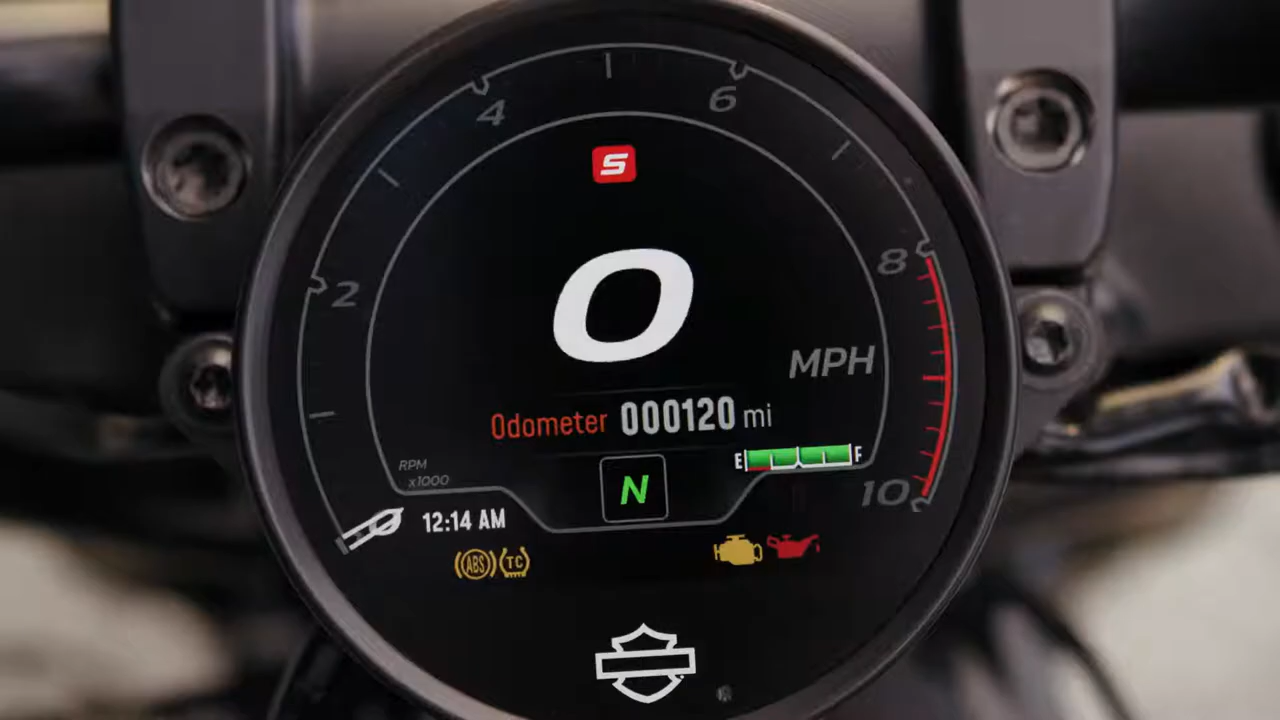 4
6
S
2
8
0
MPH
Odometer 000120 mi
E F
RPM
x1000
N
10
12:14 AM
ABS TC